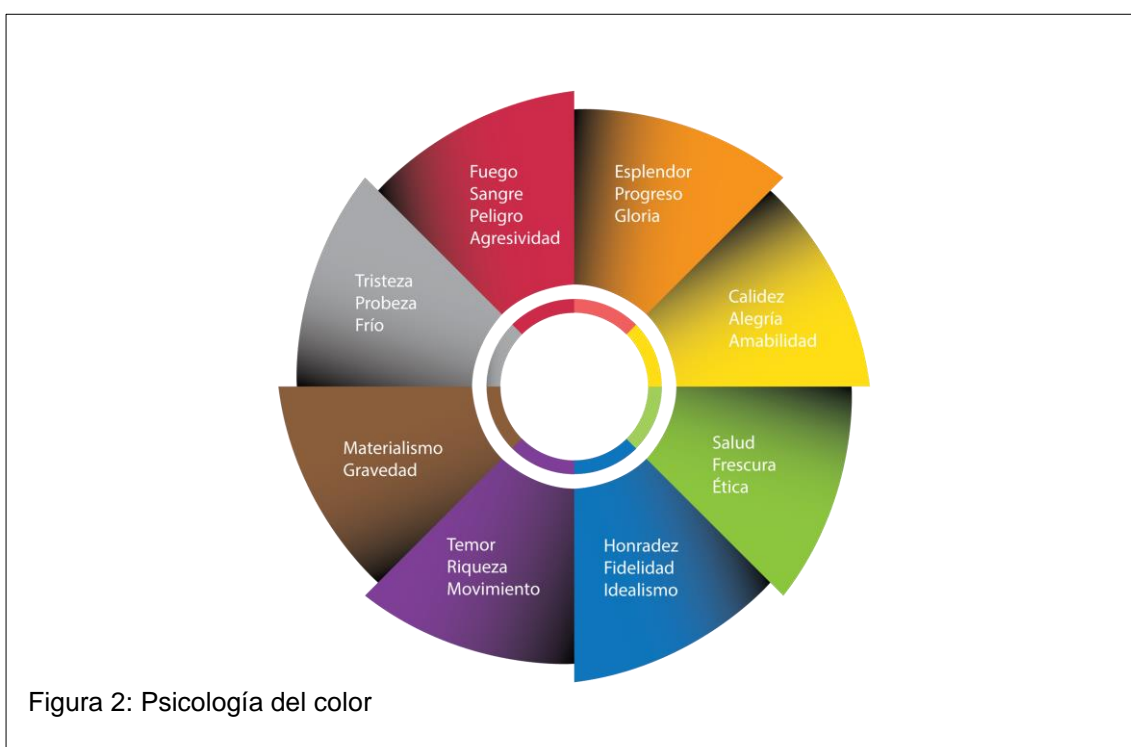 Fuego
Sangre
Peligro
Agresividad
Esplendor
Progreso
Gloria
Calidez
Alegría
Amabilidad
Salud
Frescura
Ética
Honradez
Fidelidad
Idealismo
Temor
Riqueza
Movimiento
Materialismo
Gravedad
Tristeza
Probeza
Frío
Figura 2: Psicología del color